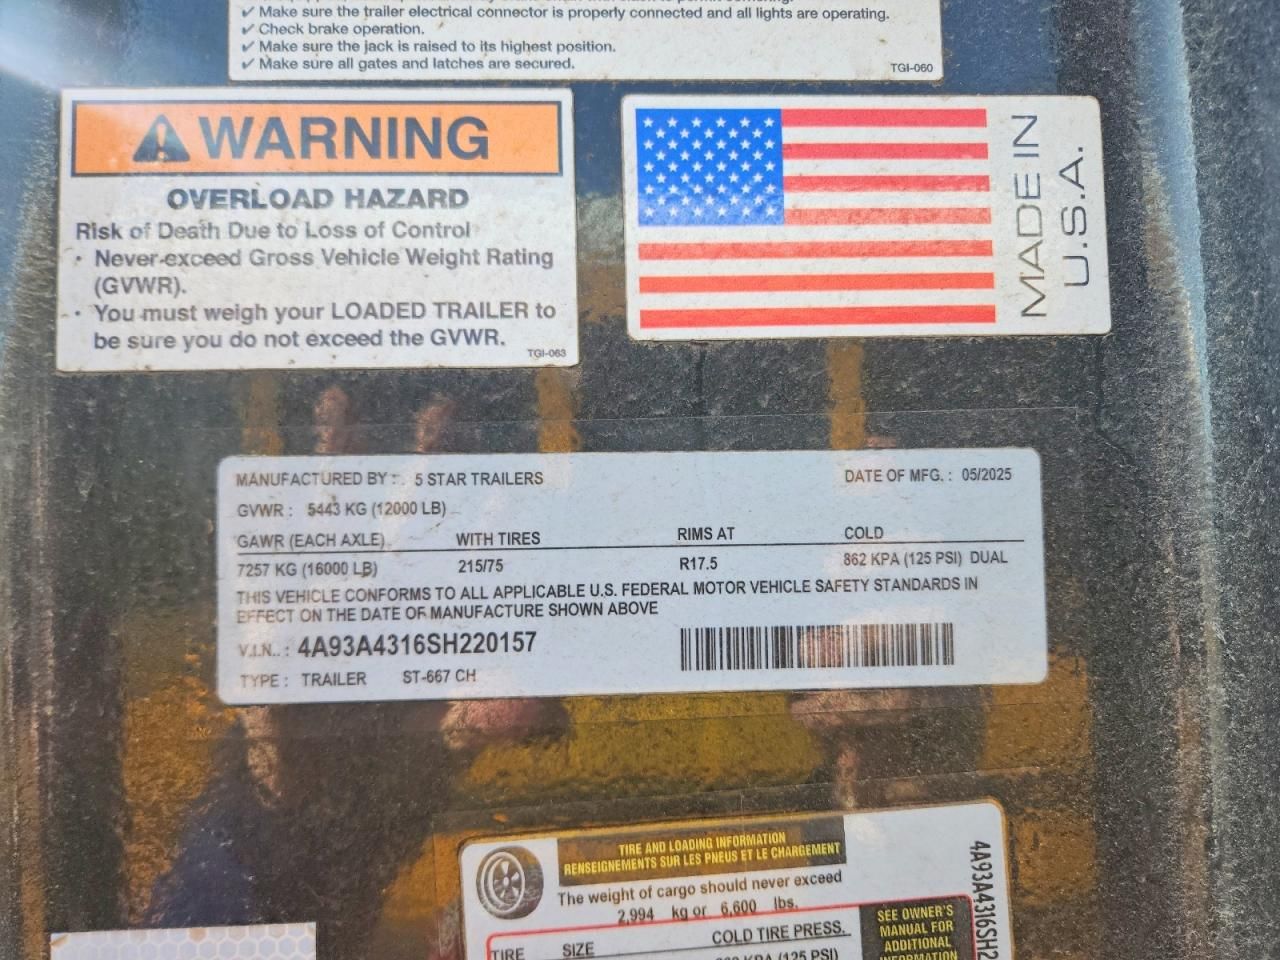 ✓ Make sure the trailer electrical connector is properly connected and all lights are operating.
✓ Check brake operation.
✓ Make sure the jack is raised to its highest position.
✓ Make sure all gates and latches are secured.
TGI-060
WARNING
OVERLOAD HAZARD
Risk of Death Due to Loss of Control
• Never exceed Gross Vehicle Weight Rating
(GVWR).
• You must weigh your LOADED TRAILER to
be sure you do not exceed the GVWR.
TGI-063
MADE IN
U.S.A.
MANUFACTURED BY : 5 STAR TRAILERS DATE OF MFG. : 05/2025
GVWR : 5443 KG (12000 LB)
GAWR (EACH AXLE) WITH TIRES RIMS AT COLD
7257 KG (16000 LB) 215/75 R17.5 862 KPA (125 PSI) DUAL
THIS VEHICLE CONFORMS TO ALL APPLICABLE U.S. FEDERAL MOTOR VEHICLE SAFETY STANDARDS IN
EFFECT ON THE DATE OF MANUFACTURE SHOWN ABOVE
V.I.N. : 4A93A4316SH220157
TYPE : TRAILER ST-667 CH
TIRE AND LOADING INFORMATION
RENSEIGNEMENTS SUR LES PNEUS ET LE CHARGEMENT
The weight of cargo should never exceed
2,994 kg or 6,600 lbs.
TIRE SIZE COLD TIRE PRESS.
KPA (125 PSI)
SEE OWNER'S
MANUAL FOR
ADDITIONAL
INFORMATION
4A93A4316SH2